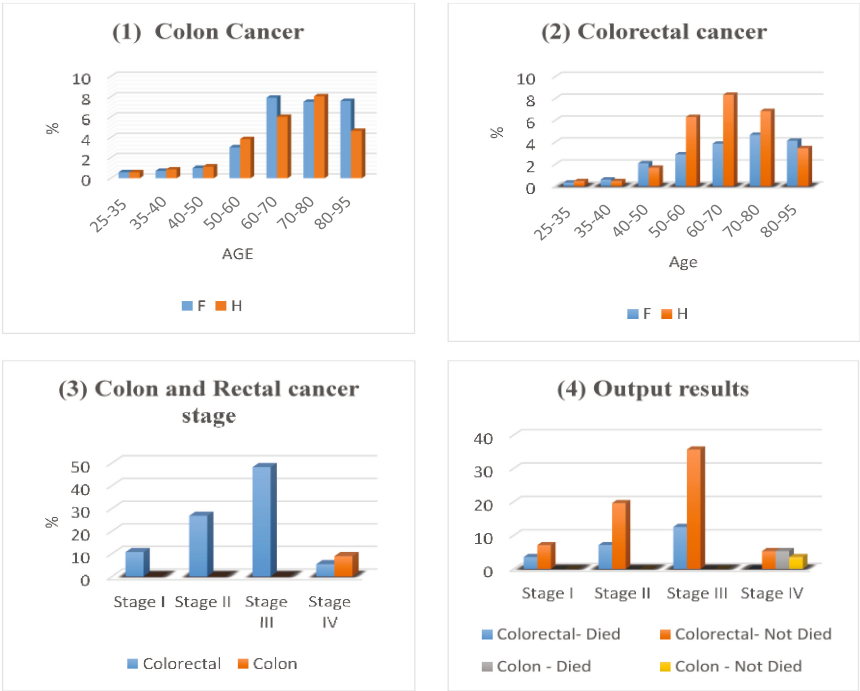 (1) Colon Cancer
10
8
6
4
2
0
%
25-35 35-40 40-50 50-60 60-70 70-80 80-95
AGE
F H
(2) Colorectal cancer
10
8
6
4
2
0
%
25-35 35-40 40-50 50-60 60-70 70-80 80-95
Age
F H
(3) Colon and Rectal cancer
stage
50
40
30
20
10
0
%
Stage I Stage II Stage Stage
III IV
Colorectal Colon
(4) Output results
40
30
20
10
0
Stage I Stage II Stage III Stage IV
Colorectal- Died Colorectal- Not Died
Colon - Died Colon - Not Died